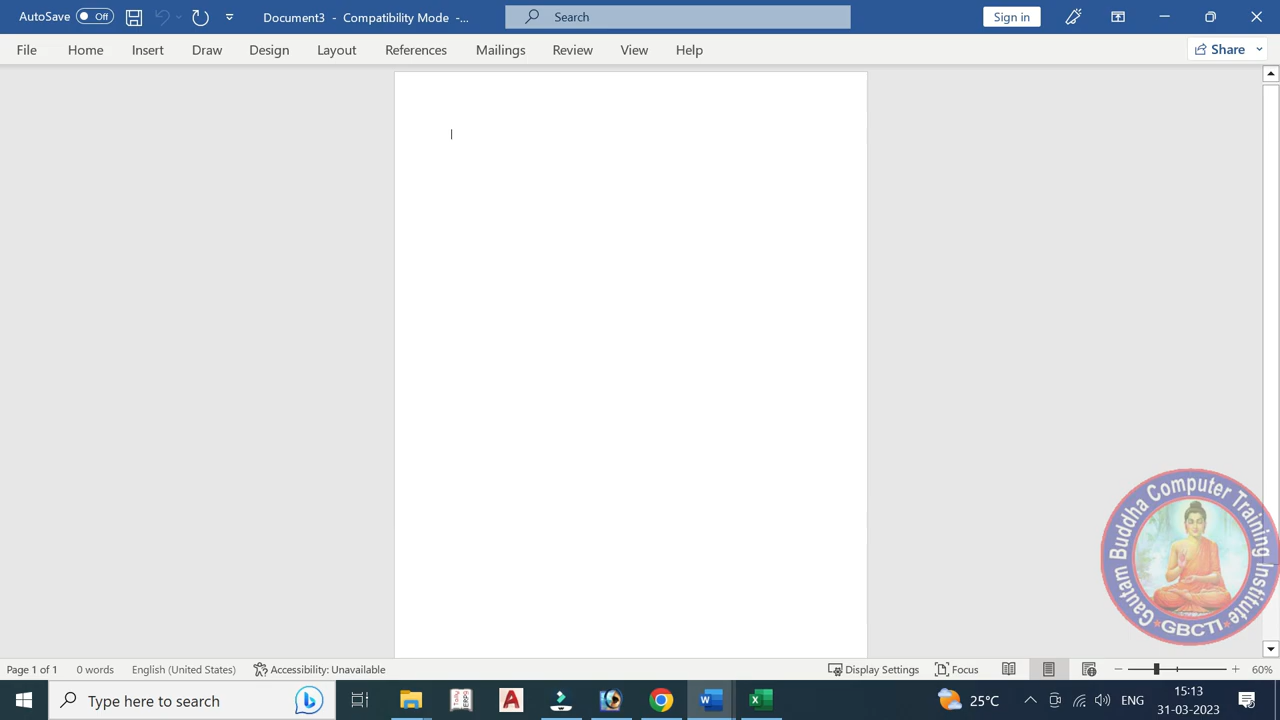 AutoSave Off Document3 - Compatibility Mode -... Search Sign in
File Home Insert Draw Design Layout References Mailings Review View Help Share
Gautam Buddha Computer Training Institute
GBCTI
Page 1 of 1 0 words English (United States) Accessibility: Unavailable Display Settings Focus 60%
Type here to search 25°C ENG 15:13
31-03-2023